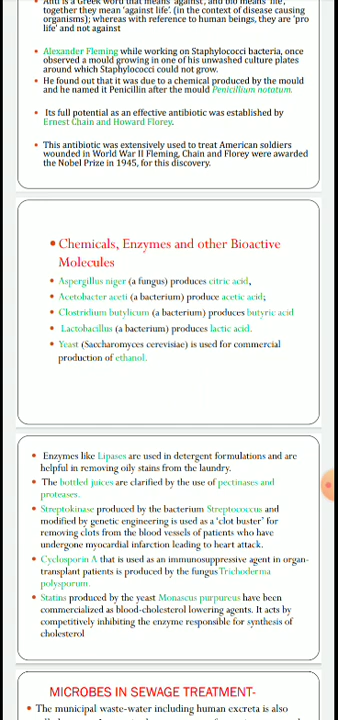 Anti is a Greek word that means 'against', and bio means 'life',
together they mean 'against life'. (in the context of disease causing
organisms); whereas with reference to human beings, they are 'pro
life' and not against
• Alexander Fleming while working on Staphylococci bacteria, once
observed a mould growing in one of his unwashed culture plates
around which Staphylococci could not grow.
• He found out that it was due to a chemical produced by the mould
and he named it Penicillin after the mould Penicillium notatum.
• Its full potential as an effective antibiotic was established by
Ernest Chain and Howard Florey.
• This antibiotic was extensively used to treat American soldiers
wounded in World War II Fleming, Chain and Florey were awarded
the Nobel Prize in 1945, for this discovery.
• Chemicals, Enzymes and other Bioactive
Molecules
• Aspergillus niger (a fungus) produces citric acid,
• Acetobacter aceti (a bacterium) produce acetic acid;
• Clostridium butylicum (a bacterium) produces butyric acid
• Lactobacillus (a bacterium) produces lactic acid.
• Yeast (Saccharomyces cerevisiae) is used for commercial
production of ethanol.
• Enzymes like Lipases are used in detergent formulations and are
helpful in removing oily stains from the laundry.
• The bottled juices are clarified by the use of pectinases and
proteases.
• Streptokinase produced by the bacterium Streptococcus and
modified by genetic engineering is used as a 'clot buster' for
removing clots from the blood vessels of patients who have
undergone myocardial infarction leading to heart attack.
• Cyclosporin A that is used as an immunosuppressive agent in organ-
transplant patients is produced by the fungus Trichoderma
polysporum.
• Statins produced by the yeast Monascus purpureus have been
commercialized as blood-cholesterol lowering agents. It acts by
competitively inhibiting the enzyme responsible for synthesis of
cholesterol
MICROBES IN SEWAGE TREATMENT-
• The municipal waste-water including human excreta is also